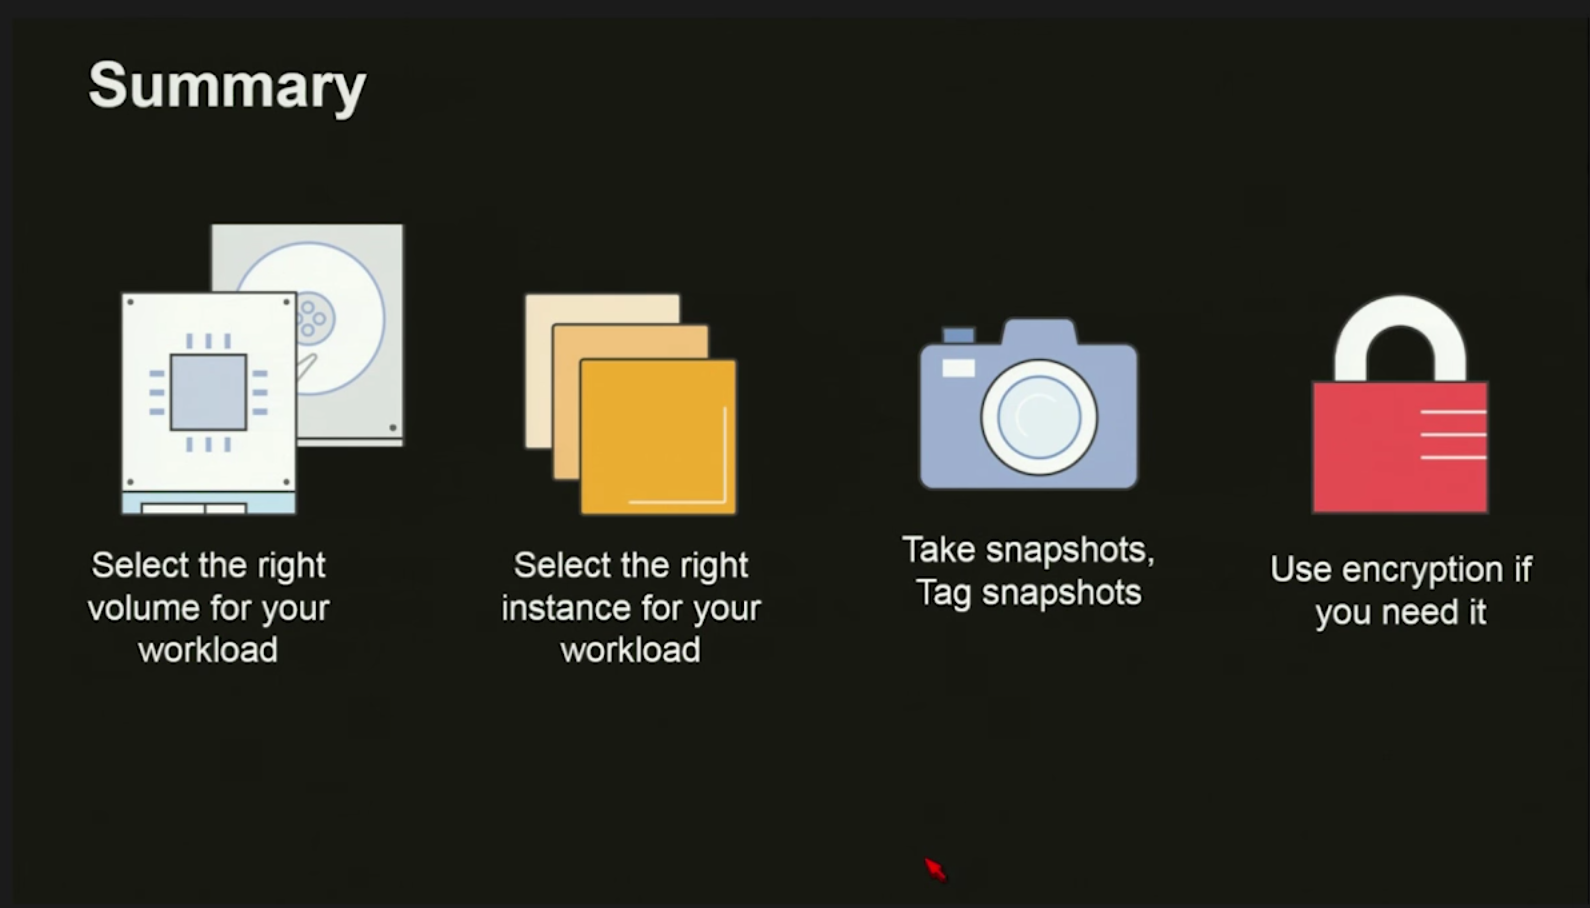 Summary
Select the right
volume for your
workload
Select the right
instance for your
workload
Take snapshots,
Tag snapshots
Use encryption if
you need it